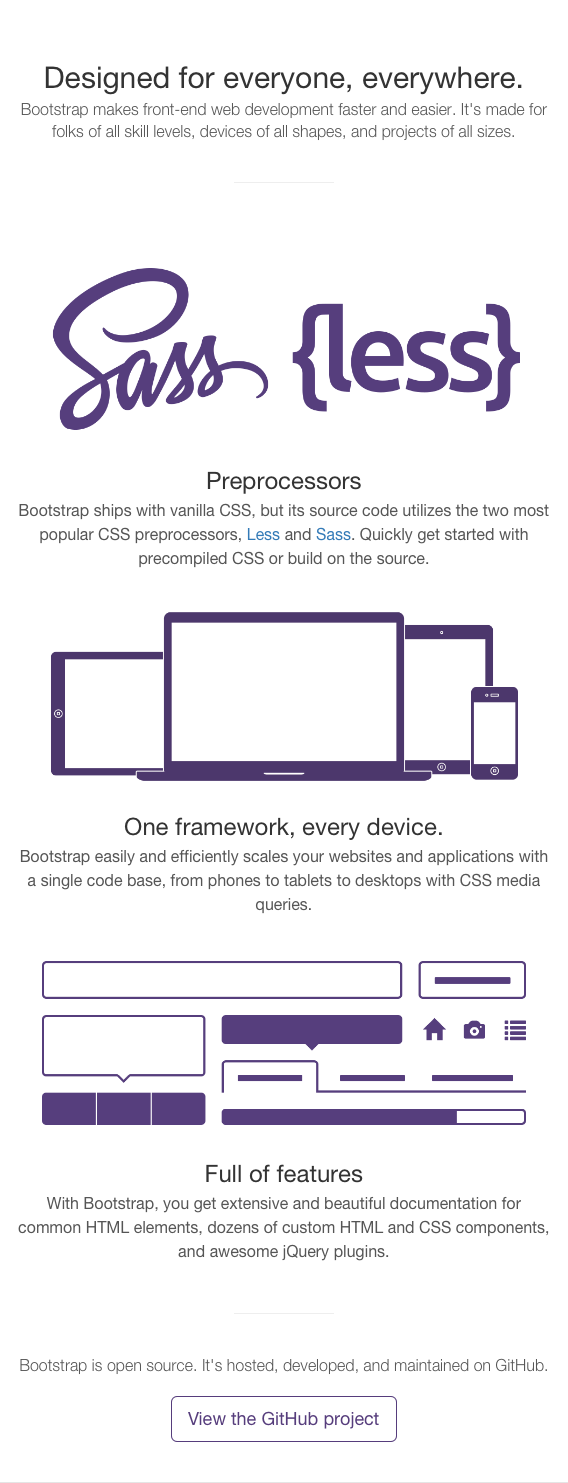 Designed for everyone, everywhere.
Bootstrap makes front-end web development faster and easier. It's made for
folks of all skill levels, devices of all shapes, and projects of all sizes.
Sass {less}
Preprocessors
Bootstrap ships with vanilla CSS, but its source code utilizes the two most
popular CSS preprocessors, Less and Sass. Quickly get started with
precompiled CSS or build on the source.
One framework, every device.
Bootstrap easily and efficiently scales your websites and applications with
a single code base, from phones to tablets to desktops with CSS media
queries.
Full of features
With Bootstrap, you get extensive and beautiful documentation for
common HTML elements, dozens of custom HTML and CSS components,
and awesome jQuery plugins.
Bootstrap is open source. It's hosted, developed, and maintained on GitHub.
View the GitHub project